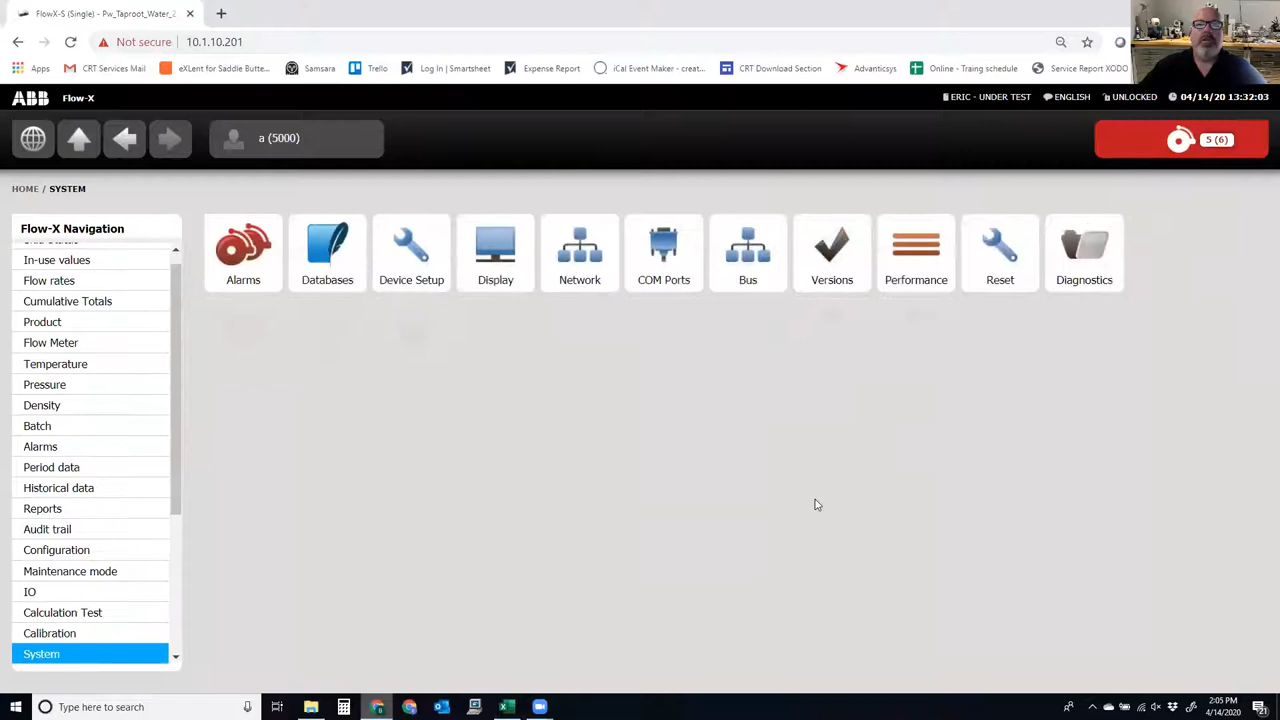 FlowX-S (Single) - Pw_Taproot_Water_2
Not secure 10.1.10.201
Apps CRT Services Mail eXLent for Saddle Butte... Samsara Trello Log In | Smartsheet Expense Report iCal Event Maker - creat... CRT Download Section Advanticsys Online - Traing schedule Service Report XODO
ABB Flow-X ERIC - UNDER TEST ENGLISH UNLOCKED 04/14/20 13:32:03
a (5000) 5 (6)
HOME / SYSTEM
Flow-X Navigation
In-use values
Flow rates
Cumulative Totals
Product
Flow Meter
Temperature
Pressure
Density
Batch
Alarms
Period data
Historical data
Reports
Audit trail
Configuration
Maintenance mode
IO
Calculation Test
Calibration
System
Alarms Databases Device Setup Display Network COM Ports Bus Versions Performance Reset Diagnostics
Type here to search
2:05 PM
4/14/2020
21